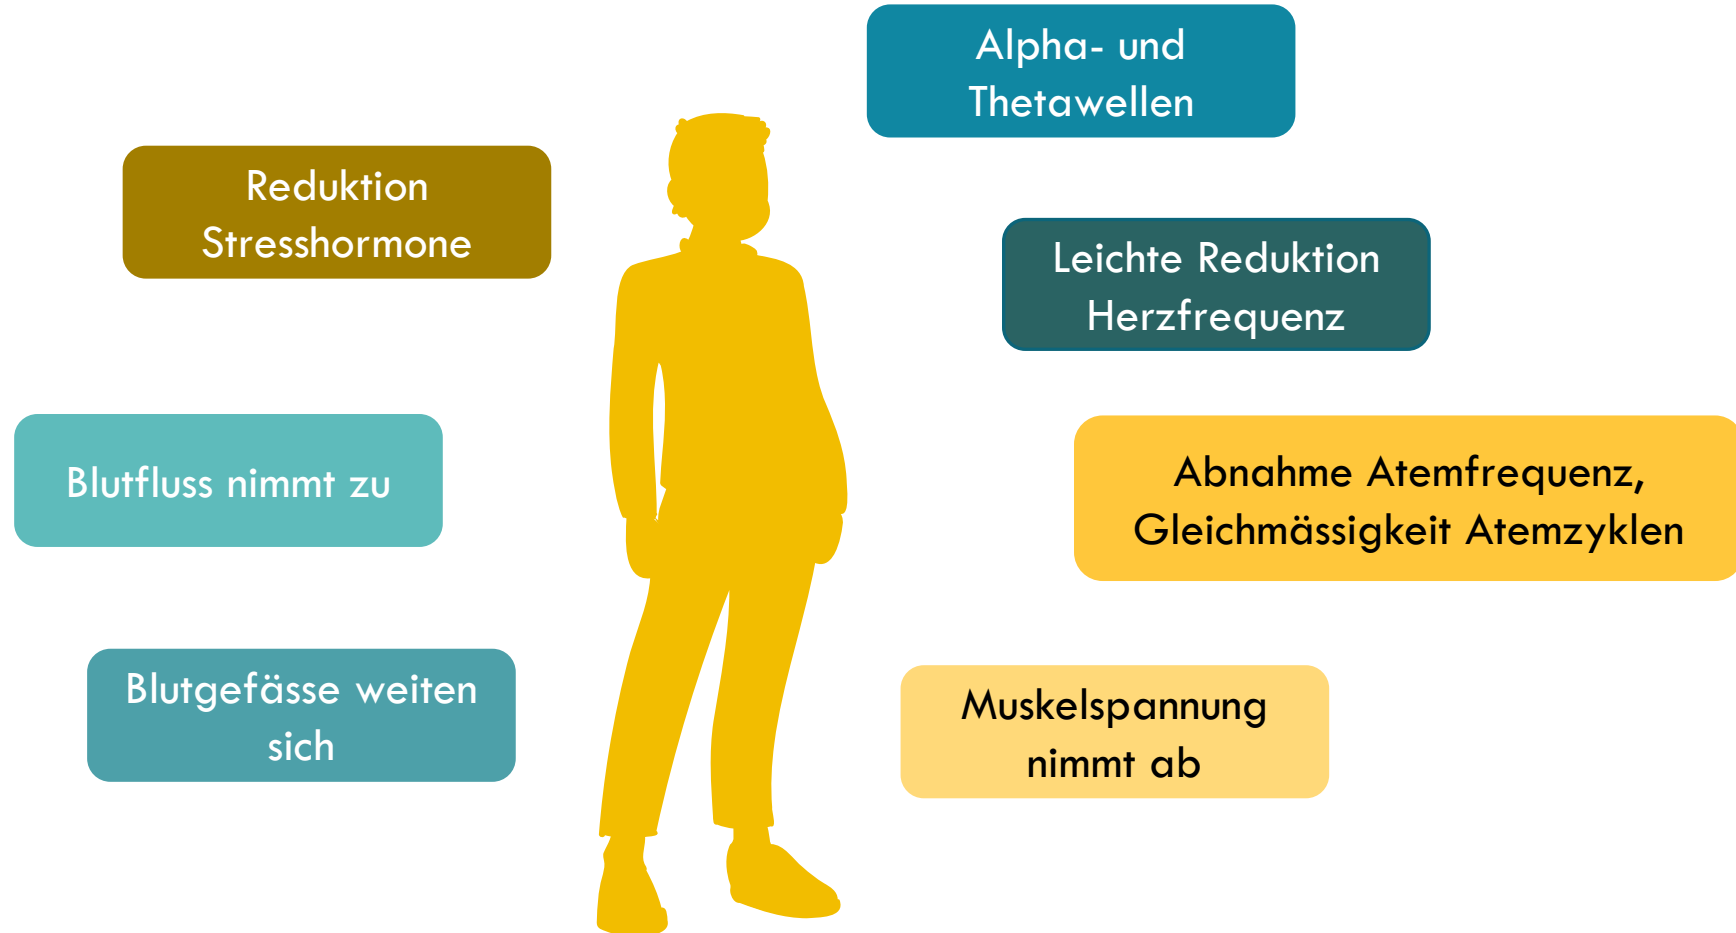 Alpha- und
Thetawellen
Reduktion
Stresshormone
Leichte Reduktion
Herzfrequenz
Blutfluss nimmt zu
Abnahme Atemfrequenz,
Gleichmässigkeit Atemzyklen
Blutgefässe weiten
sich
Muskelspannung
nimmt ab